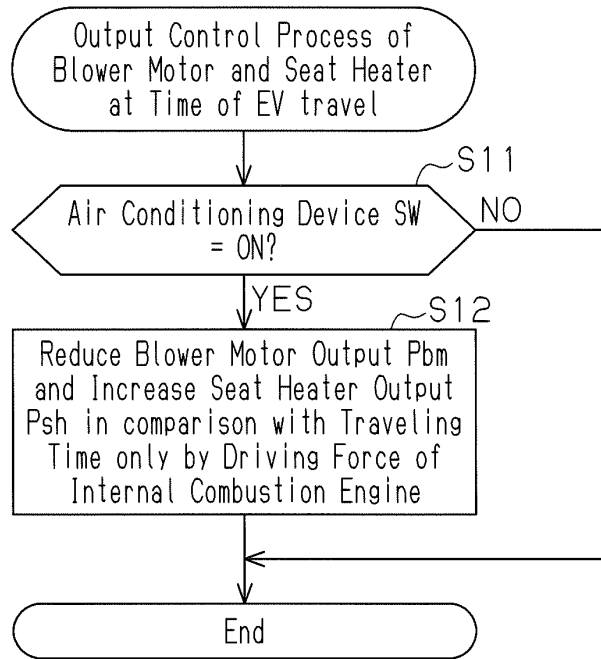 Output Control Process of
Blower Motor and Seat Heater
at Time of EV travel
S11
Air Conditioning Device SW
= ON?
NO
YES
S12
Reduce Blower Motor Output Pbm
and Increase Seat Heater Output
Psh in comparison with Traveling
Time only by Driving Force of
Internal Combustion Engine
End